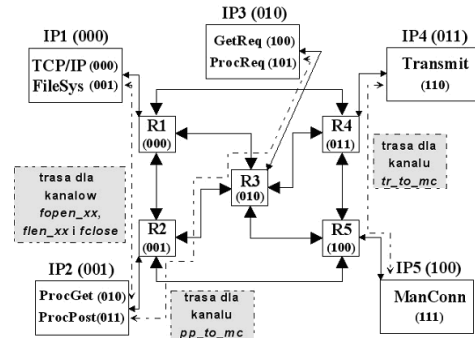 IP1 (000)
TCP/IP (000)
FileSys (001)
IP3 (010)
GetReq (100)
ProcReq (101)
IP4 (011)
Transmit
(110)
R1
(000)
R4
(011)
R3
(010)
trasa dla
kanalu
tr_to_mc
trasa dla
kanalow
fopen_xx,
flen_xx i fclose
R2
(001)
R5
(100)
IP2 (001)
ProcGet (010)
ProcPost (011)
trasa dla
kanalu
pp_to_mc
IP5 (100)
ManConn
(111)